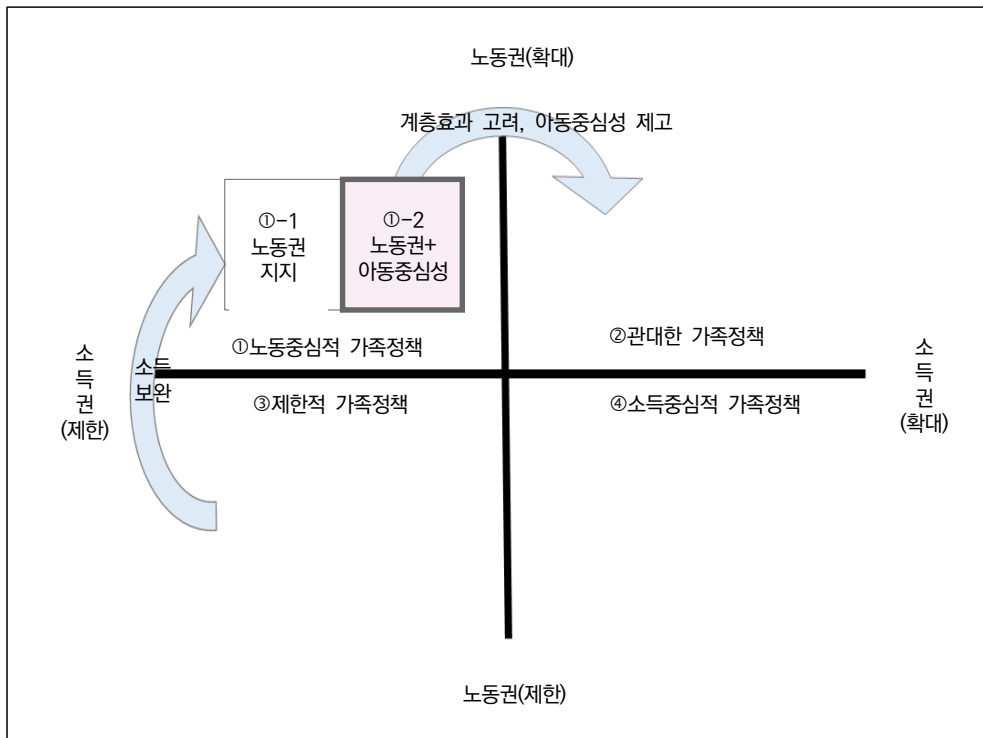 노동권(확대)
계층효과 고려, 아동중심성 제고
①-1
노동권
지지
①-2
노동권+
아동중심성
①노동중심적 가족정책
②관대한 가족정책
소
득
권
(제한)
소득
보완
소
득
권
(확대)
③제한적 가족정책
④소득중심적 가족정책
노동권(제한)